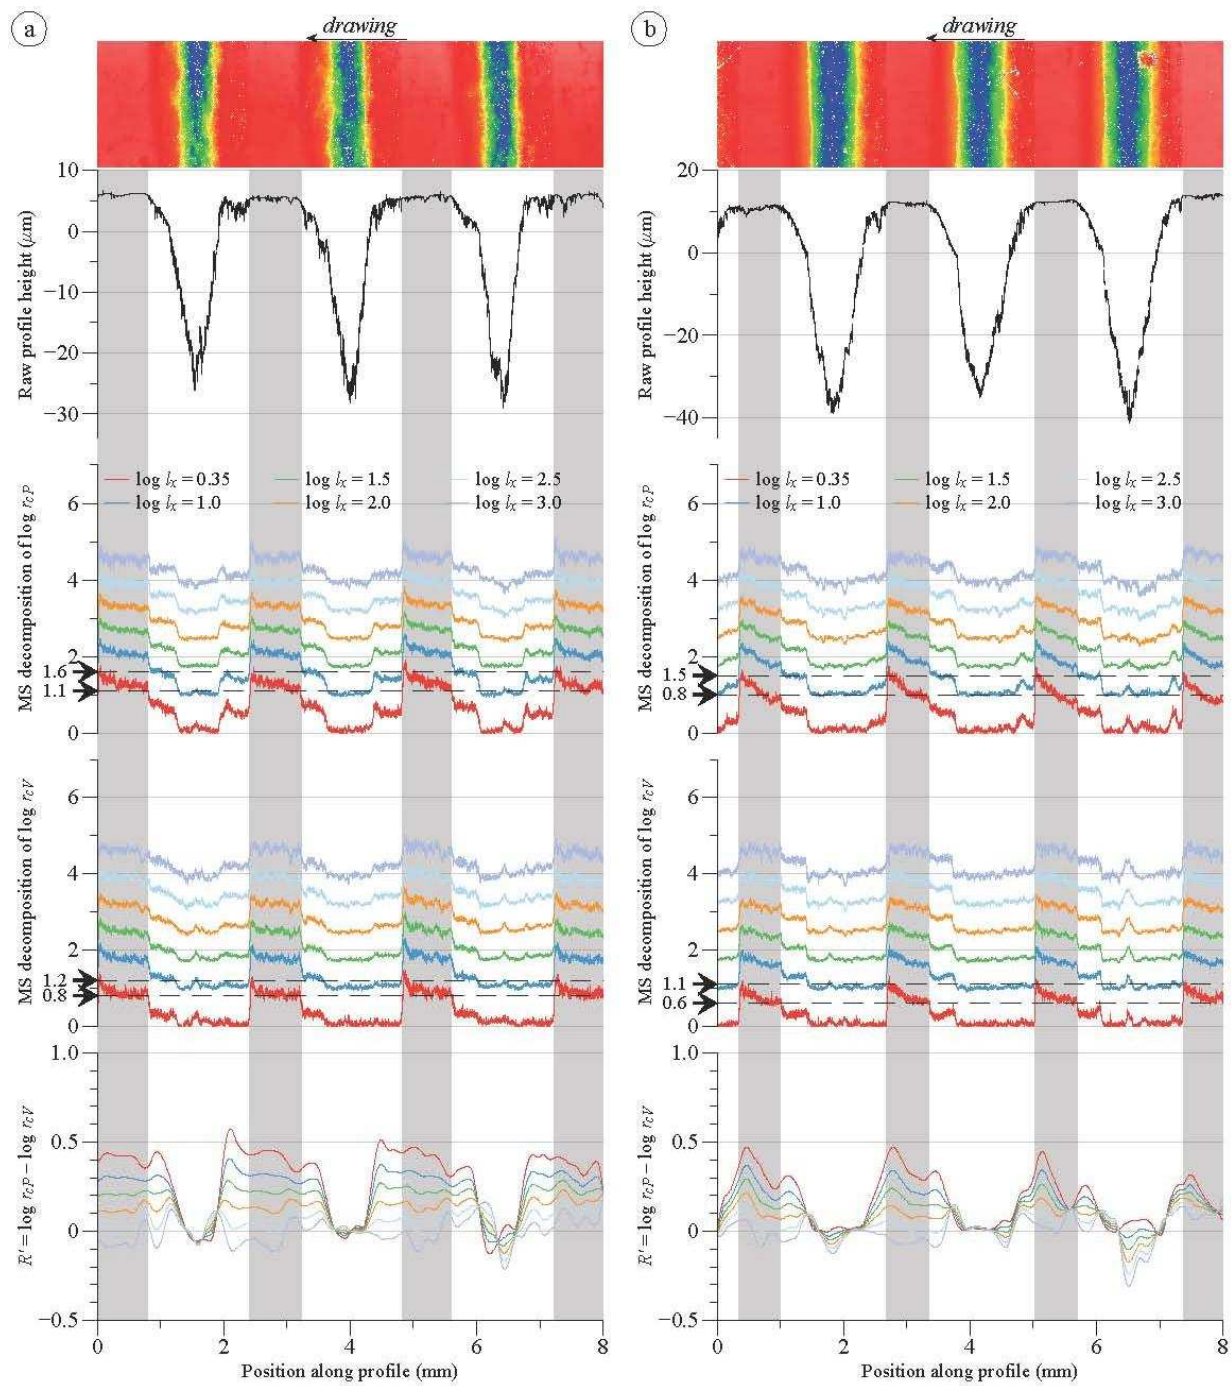 a
drawing
b
drawing
10
0
−10
−20
−30
Raw profile height (μm)
20
0
−20
−40
Raw profile height (μm)
log lx = 0.35
log lx = 1.5
log lx = 2.5
log lx = 1.0
log lx = 2.0
log lx = 3.0
6
4
2
1.6
1.1
0
MS decomposition of log rcP
log lx = 0.35
log lx = 1.5
log lx = 2.5
log lx = 1.0
log lx = 2.0
log lx = 3.0
6
4
2
1.5
0.8
0
MS decomposition of log rcP
6
4
2
1.2
0.8
0
MS decomposition of log rcV
6
4
2
1.1
0.6
0
MS decomposition of log rcV
1.0
0.5
0
−0.5
R' = log rcP − log rcV
0 2 4 6 8
Position along profile (mm)
1.0
0.5
0
−0.5
R' = log rcP − log rcV
0 2 4 6 8
Position along profile (mm)